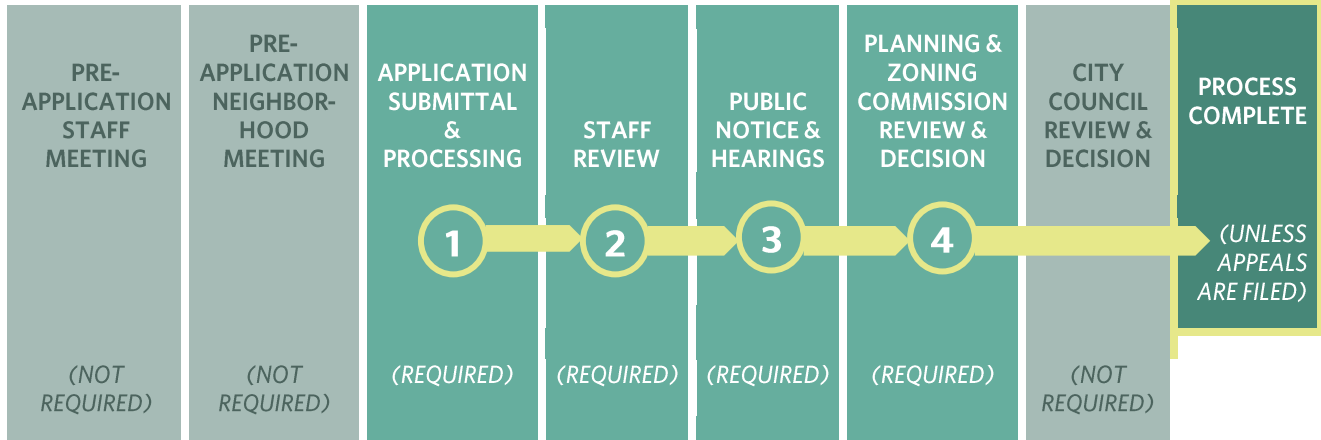 PRE-
APPLICATION
STAFF
MEETING
(NOT
REQUIRED)
PRE-
APPLICATION
NEIGHBOR-
HOOD
MEETING
(NOT
REQUIRED)
APPLICATION
SUBMITTAL
&
PROCESSING
1
(REQUIRED)
STAFF
REVIEW
2
(REQUIRED)
PUBLIC
NOTICE &
HEARINGS
3
(REQUIRED)
PLANNING &
ZONING
COMMISSION
REVIEW &
DECISION
4
(REQUIRED)
CITY
COUNCIL
REVIEW &
DECISION
(NOT
REQUIRED)
PROCESS
COMPLETE
(UNLESS
APPEALS
ARE FILED)